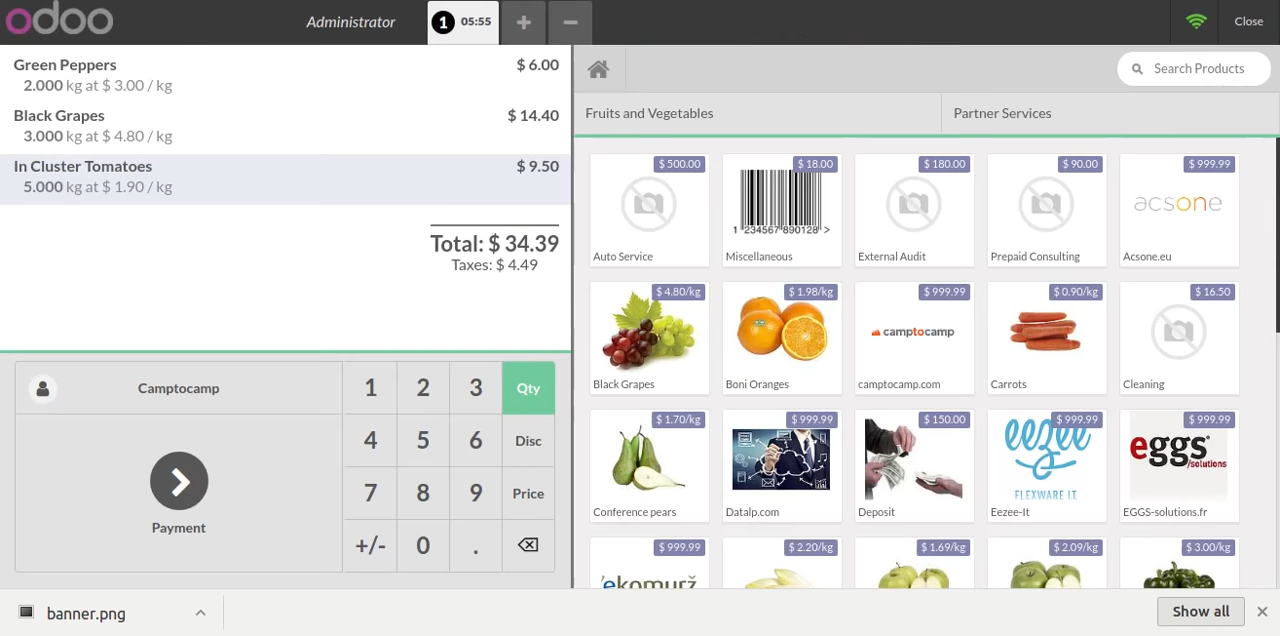 odoo
Administrator
1 05:55
+
−
Close
Green Peppers $ 6.00
2.000 kg at $ 3.00 / kg
Black Grapes $ 14.40
3.000 kg at $ 4.80 / kg
In Cluster Tomatoes $ 9.50
5.000 kg at $ 1.90 / kg
Total: $ 34.39
Taxes: $ 4.49
Camptocamp
Payment
1 2 3 Qty
4 5 6 Disc
7 8 9 Price
+/- 0 .
Search Products
Fruits and Vegetables
Partner Services
$ 500.00
Auto Service
$ 18.00
1 234567 890128 >
Miscellaneous
$ 180.00
External Audit
$ 90.00
Prepaid Consulting
$ 999.99
acsone
Acsone.eu
$ 4.80/kg
Black Grapes
$ 1.98/kg
Boni Oranges
$ 999.99
camptocamp
camptocamp.com
$ 0.90/kg
Carrots
$ 16.50
Cleaning
$ 1.70/kg
Conference pears
$ 999.99
Datalp.com
$ 150.00
Deposit
$ 999.99
eezee
FLEXWARE I.T.
Eezee-It
$ 999.99
eggs
/solutions
EGGS-solutions.fr
$ 999.99
ekomurz
$ 2.20/kg
$ 1.69/kg
$ 2.09/kg
$ 3.00/kg
banner.png
Show all